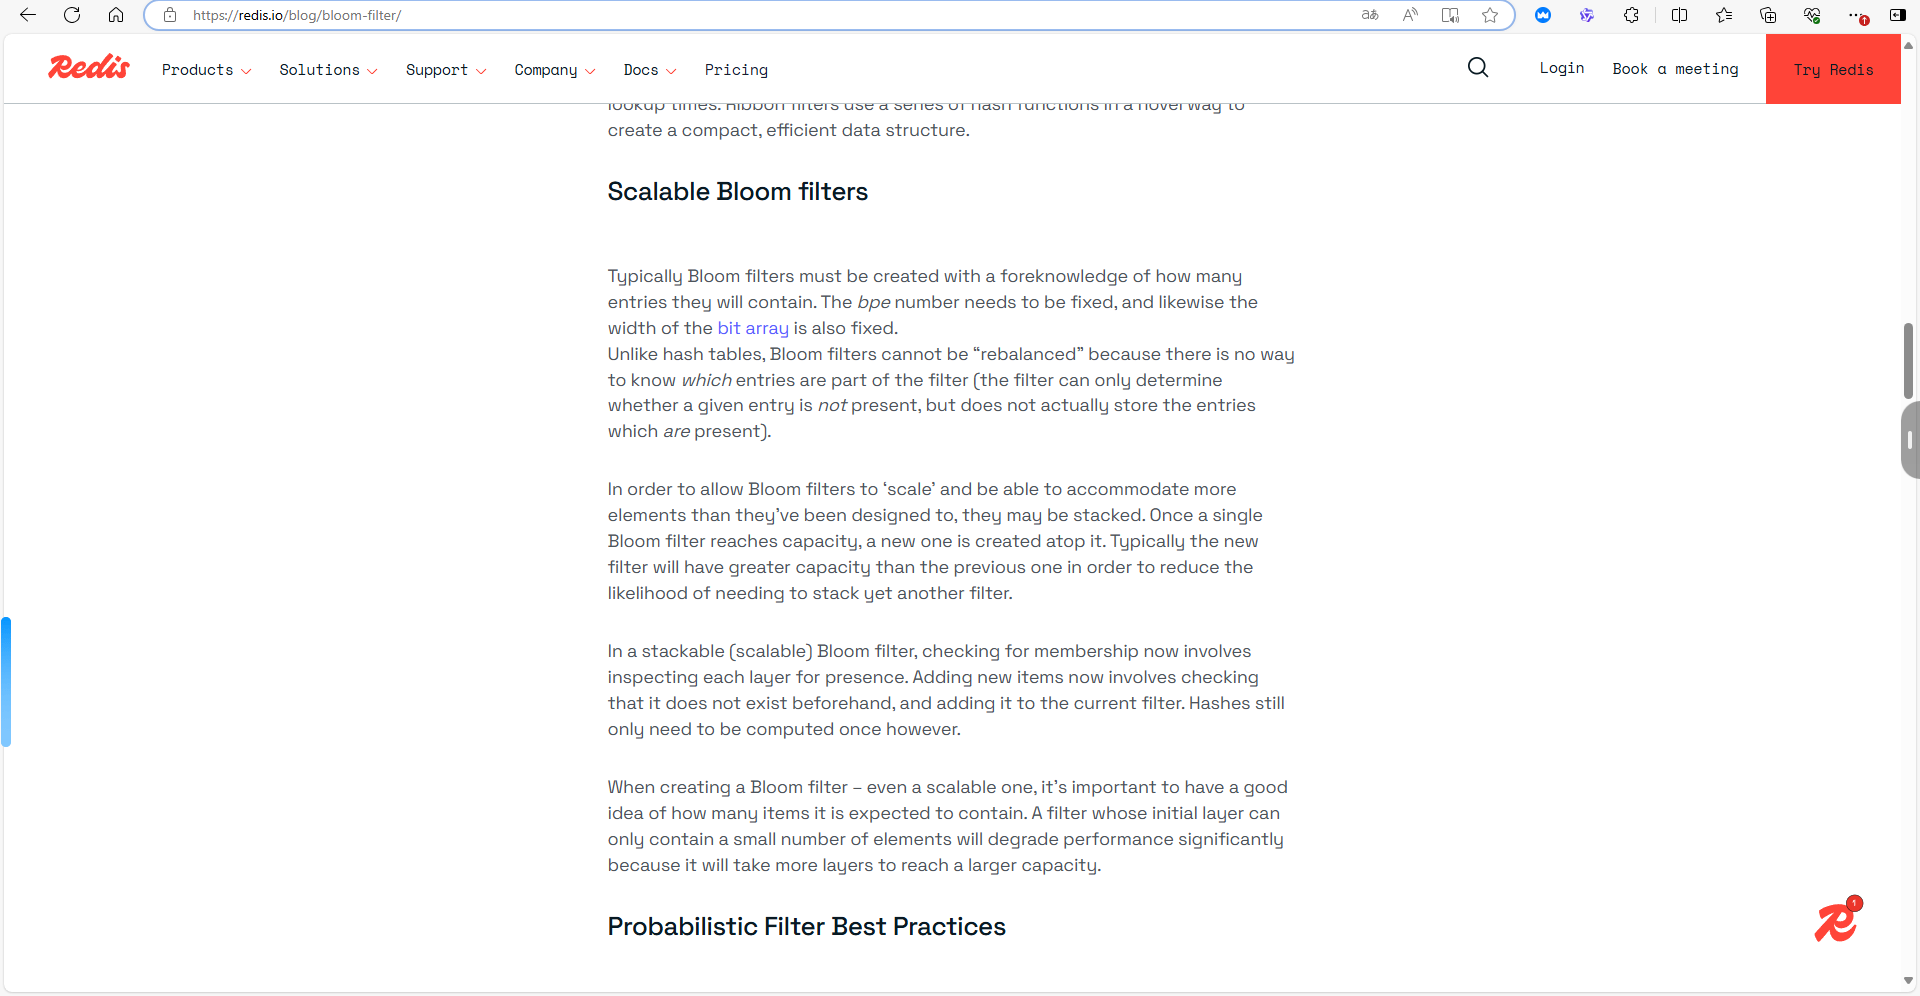 https://redis.io/blog/bloom-filter/
Redis
Products
Solutions
Support
Company
Docs
Pricing
Login
Book a meeting
Try Redis
lookup times. Ribbon filters use a series of hash functions in a novel way to
create a compact, efficient data structure.
Scalable Bloom filters
Typically Bloom filters must be created with a foreknowledge of how many
entries they will contain. The bpe number needs to be fixed, and likewise the
width of the bit array is also fixed.
Unlike hash tables, Bloom filters cannot be “rebalanced” because there is no way
to know which entries are part of the filter (the filter can only determine
whether a given entry is not present, but does not actually store the entries
which are present).
In order to allow Bloom filters to ‘scale’ and be able to accommodate more
elements than they’ve been designed to, they may be stacked. Once a single
Bloom filter reaches capacity, a new one is created atop it. Typically the new
filter will have greater capacity than the previous one in order to reduce the
likelihood of needing to stack yet another filter.
In a stackable (scalable) Bloom filter, checking for membership now involves
inspecting each layer for presence. Adding new items now involves checking
that it does not exist beforehand, and adding it to the current filter. Hashes still
only need to be computed once however.
When creating a Bloom filter – even a scalable one, it’s important to have a good
idea of how many items it is expected to contain. A filter whose initial layer can
only contain a small number of elements will degrade performance significantly
because it will take more layers to reach a larger capacity.
1
Probabilistic Filter Best Practices